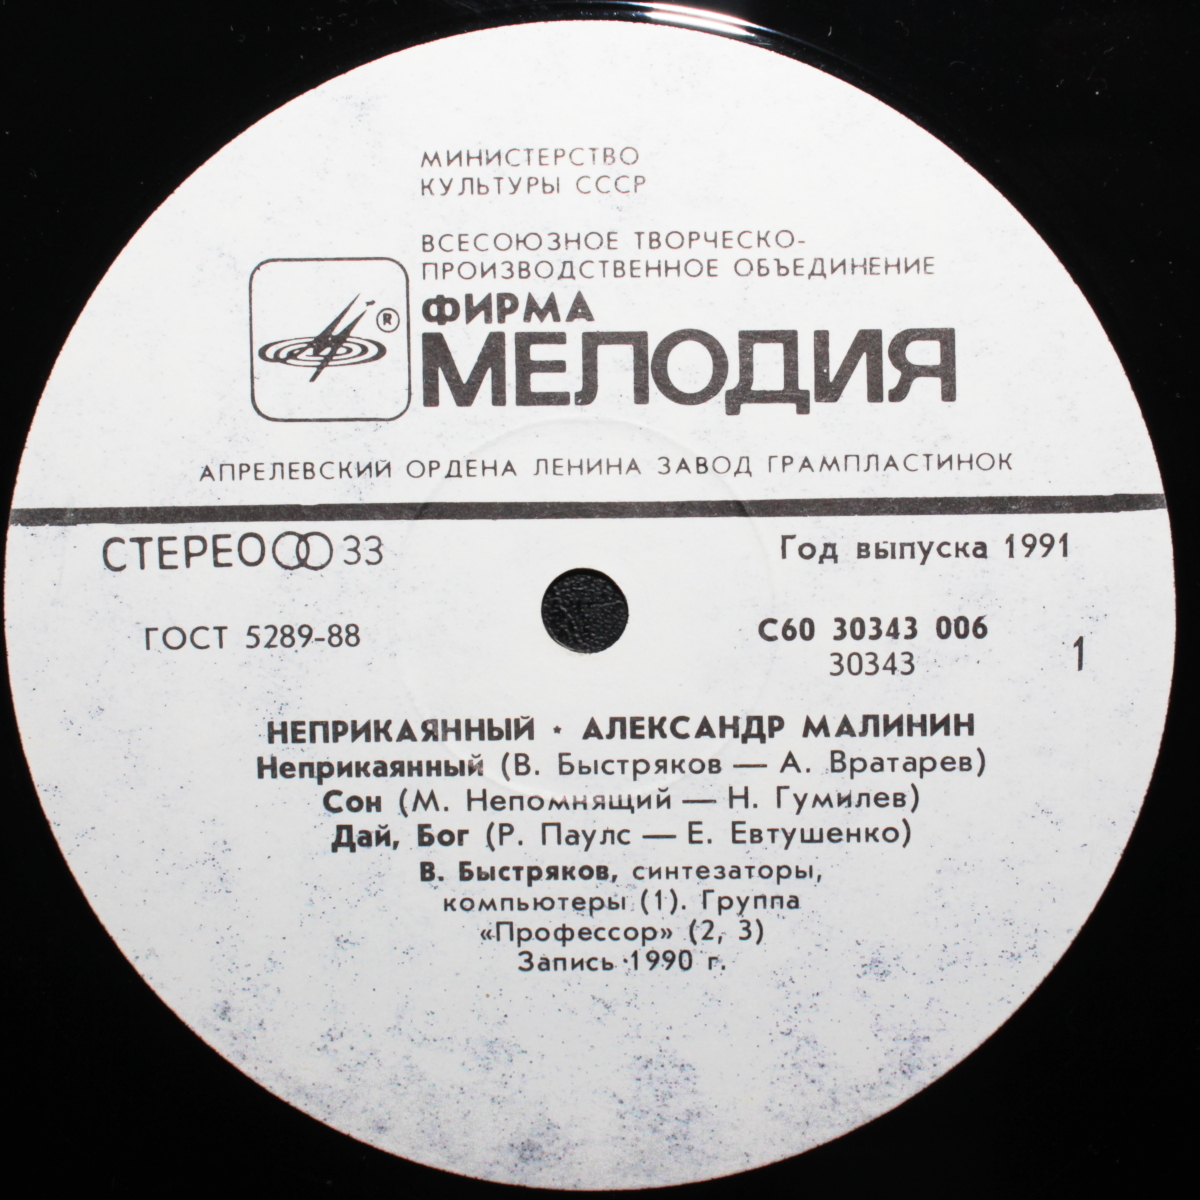 МИНИСТЕРСТВО
КУЛЬТУРЫ СССР
ВСЕСОЮЗНОЕ ТВОРЧЕСКО-
ПРОИЗВОДСТВЕННОЕ ОБЪЕДИНЕНИЕ
®
ФИРМА
МЕЛОДИЯ
АПРЕЛЕВСКИЙ ОРДЕНА ЛЕНИНА ЗАВОД ГРАМПЛАСТИНОК
СТЕРЕО 33
Год выпуска 1991
ГОСТ 5289-88
С60 30343 006
30343
1
НЕПРИКАЯННЫЙ · АЛЕКСАНДР МАЛИНИН
Неприкаянный (В. Быстряков — А. Вратарев)
Сон (М. Непомнящий — Н. Гумилев)
Дай, Бог (Р. Паулс — Е. Евтушенко)
В. Быстряков, синтезаторы,
компьютеры (1). Группа
«Профессор» (2, 3)
Запись 1990 г.